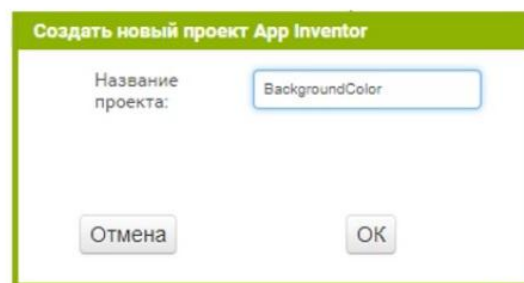 Создать новый проект App Inventor
Название
проекта:
BackgroundColor
Отмена
OK